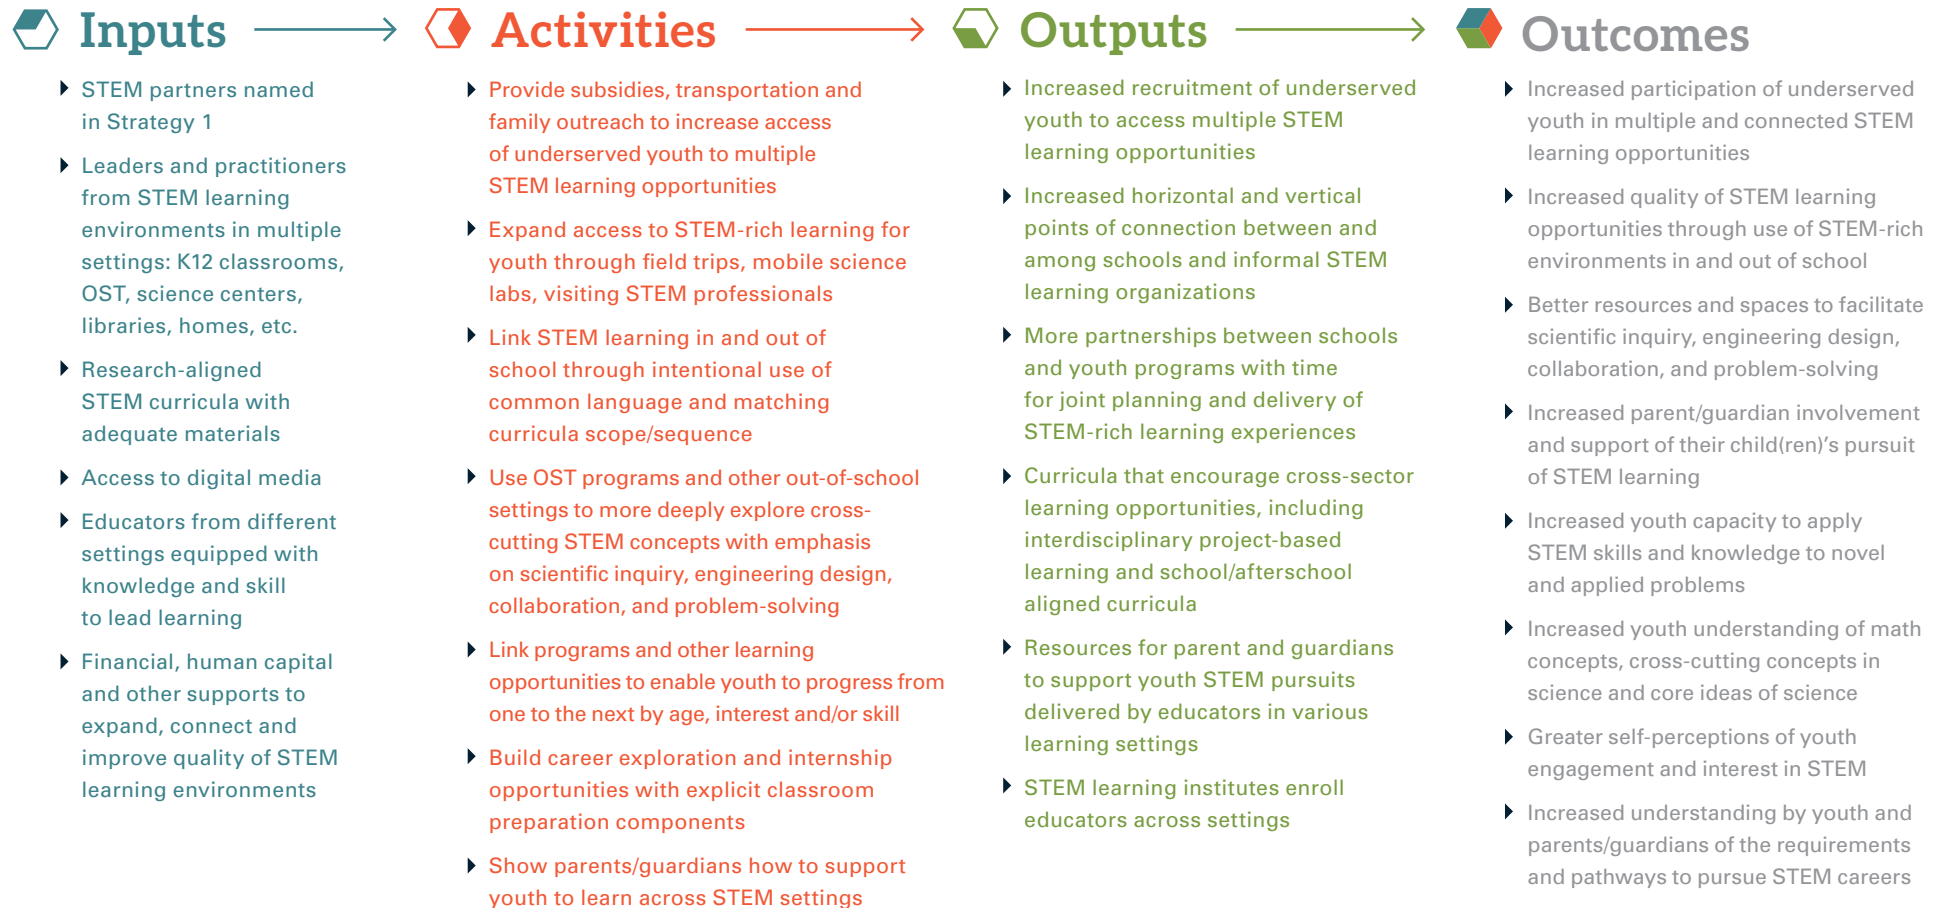 Inputs
STEM partners named
in Strategy 1
Leaders and practitioners
from STEM learning
environments in multiple
settings: K12 classrooms,
OST, science centers,
libraries, homes, etc.
Research-aligned
STEM curricula with
adequate materials
Access to digital media
Educators from different
settings equipped with
knowledge and skill
to lead learning
Financial, human capital
and other supports to
expand, connect and
improve quality of STEM
learning environments
Activities
Provide subsidies, transportation and
family outreach to increase access
of underserved youth to multiple
STEM learning opportunities
Expand access to STEM-rich learning for
youth through field trips, mobile science
labs, visiting STEM professionals
Link STEM learning in and out of
school through intentional use of
common language and matching
curricula scope/sequence
Use OST programs and other out-of-school
settings to more deeply explore cross-
cutting STEM concepts with emphasis
on scientific inquiry, engineering design,
collaboration, and problem-solving
Link programs and other learning
opportunities to enable youth to progress from
one to the next by age, interest and/or skill
Build career exploration and internship
opportunities with explicit classroom
preparation components
Show parents/guardians how to support
youth to learn across STEM settings
Outputs
Increased recruitment of underserved
youth to access multiple STEM
learning opportunities
Increased horizontal and vertical
points of connection between and
among schools and informal STEM
learning organizations
More partnerships between schools
and youth programs with time
for joint planning and delivery of
STEM-rich learning experiences
Curricula that encourage cross-sector
learning opportunities, including
interdisciplinary project-based
learning and school/afterschool
aligned curricula
Resources for parent and guardians
to support youth STEM pursuits
delivered by educators in various
learning settings
STEM learning institutes enroll
educators across settings
Outcomes
Increased participation of underserved
youth in multiple and connected STEM
learning opportunities
Increased quality of STEM learning
opportunities through use of STEM-rich
environments in and out of school
Better resources and spaces to facilitate
scientific inquiry, engineering design,
collaboration, and problem-solving
Increased parent/guardian involvement
and support of their child(ren)'s pursuit
of STEM learning
Increased youth capacity to apply
STEM skills and knowledge to novel
and applied problems
Increased youth understanding of math
concepts, cross-cutting concepts in
science and core ideas of science
Greater self-perceptions of youth
engagement and interest in STEM
Increased understanding by youth and
parents/guardians of the requirements
and pathways to pursue STEM careers